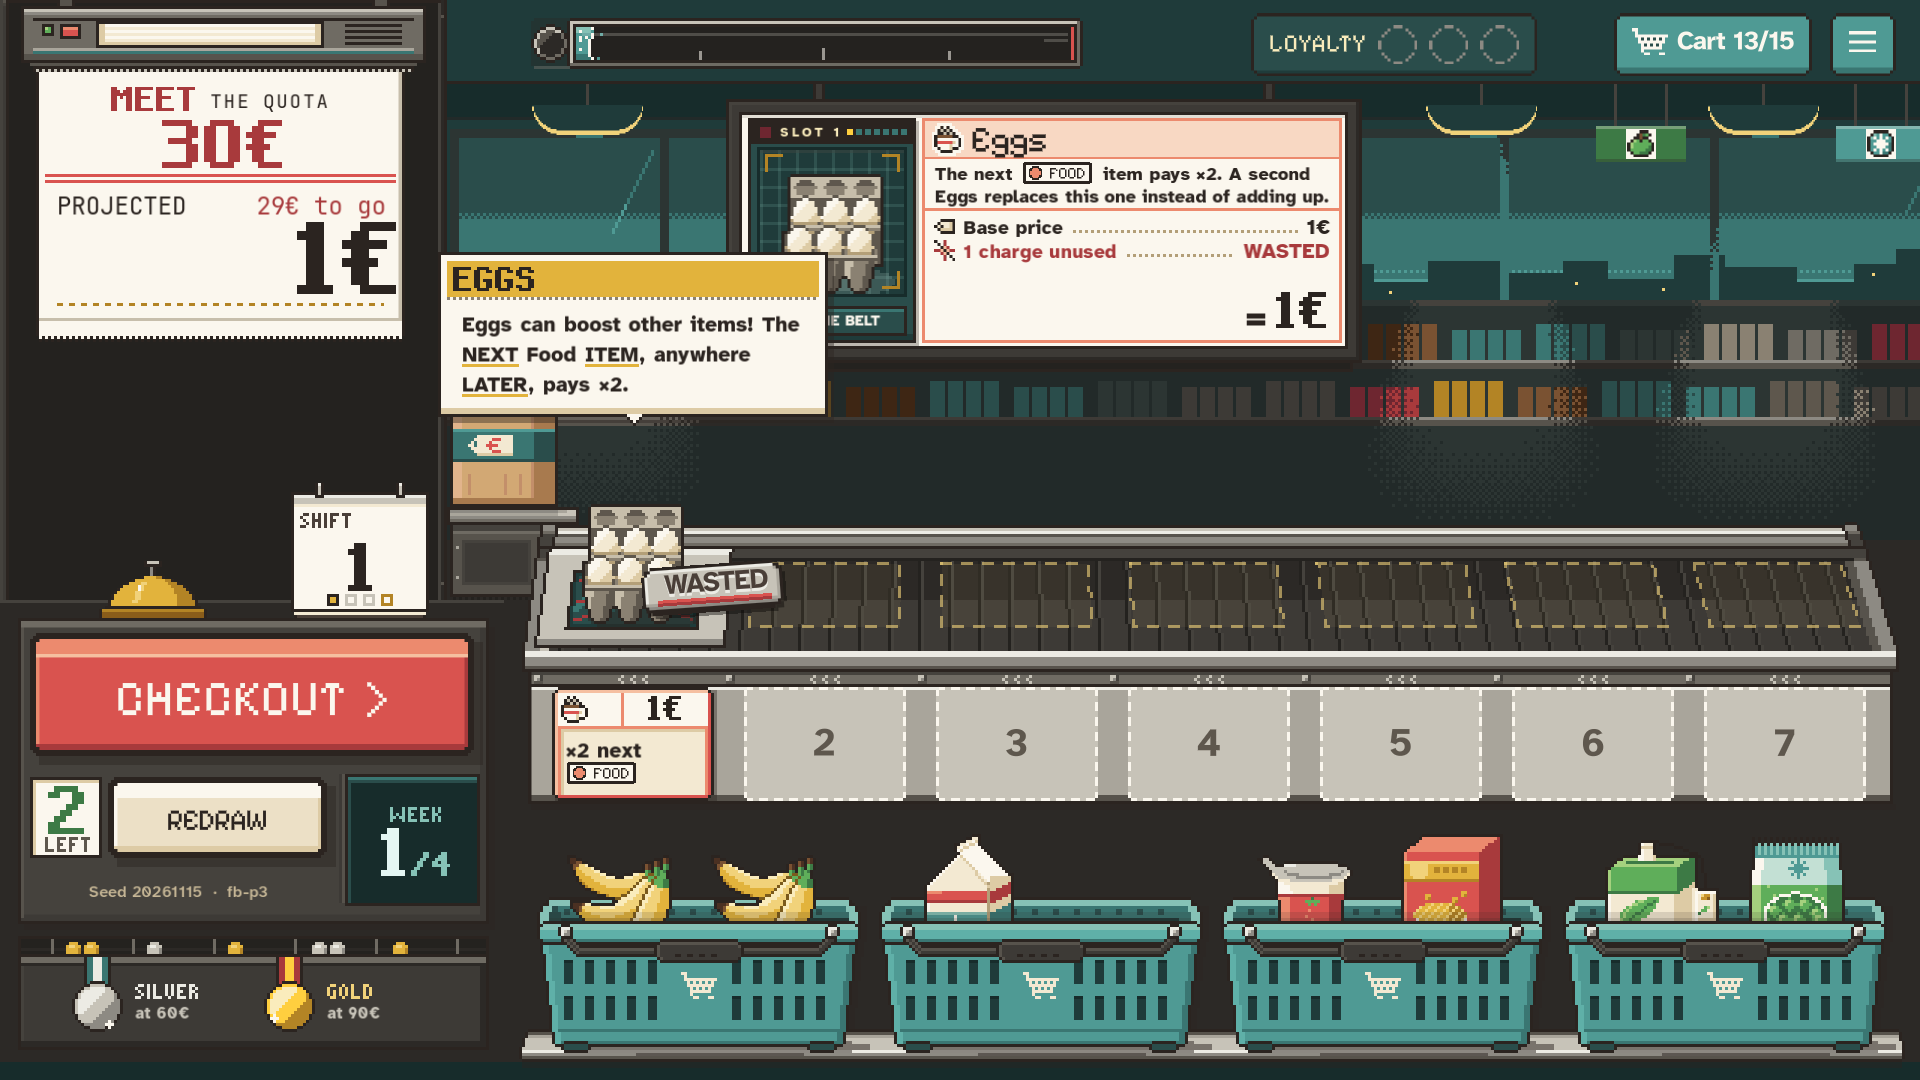 MEET THE QUOTA
30€
PROJECTED 29€ to go
1€
LOYALTY
Cart 13/15
SLOT 1
E BELT
Eggs
The next FOOD item pays ×2. A second
Eggs replaces this one instead of adding up.
Base price 1€
1 charge unused WASTED
=1€
EGGS
Eggs can boost other items! The
NEXT Food ITEM, anywhere
LATER, pays ×2.
€
SHIFT
1
WASTED
CHECKOUT >
2
LEFT
REDRAW
WEEK
1/4
Seed 20261115 · fb-p3
SILVER
at 60€
GOLD
at 90€
1€
×2 next
FOOD
2
3
4
5
6
7